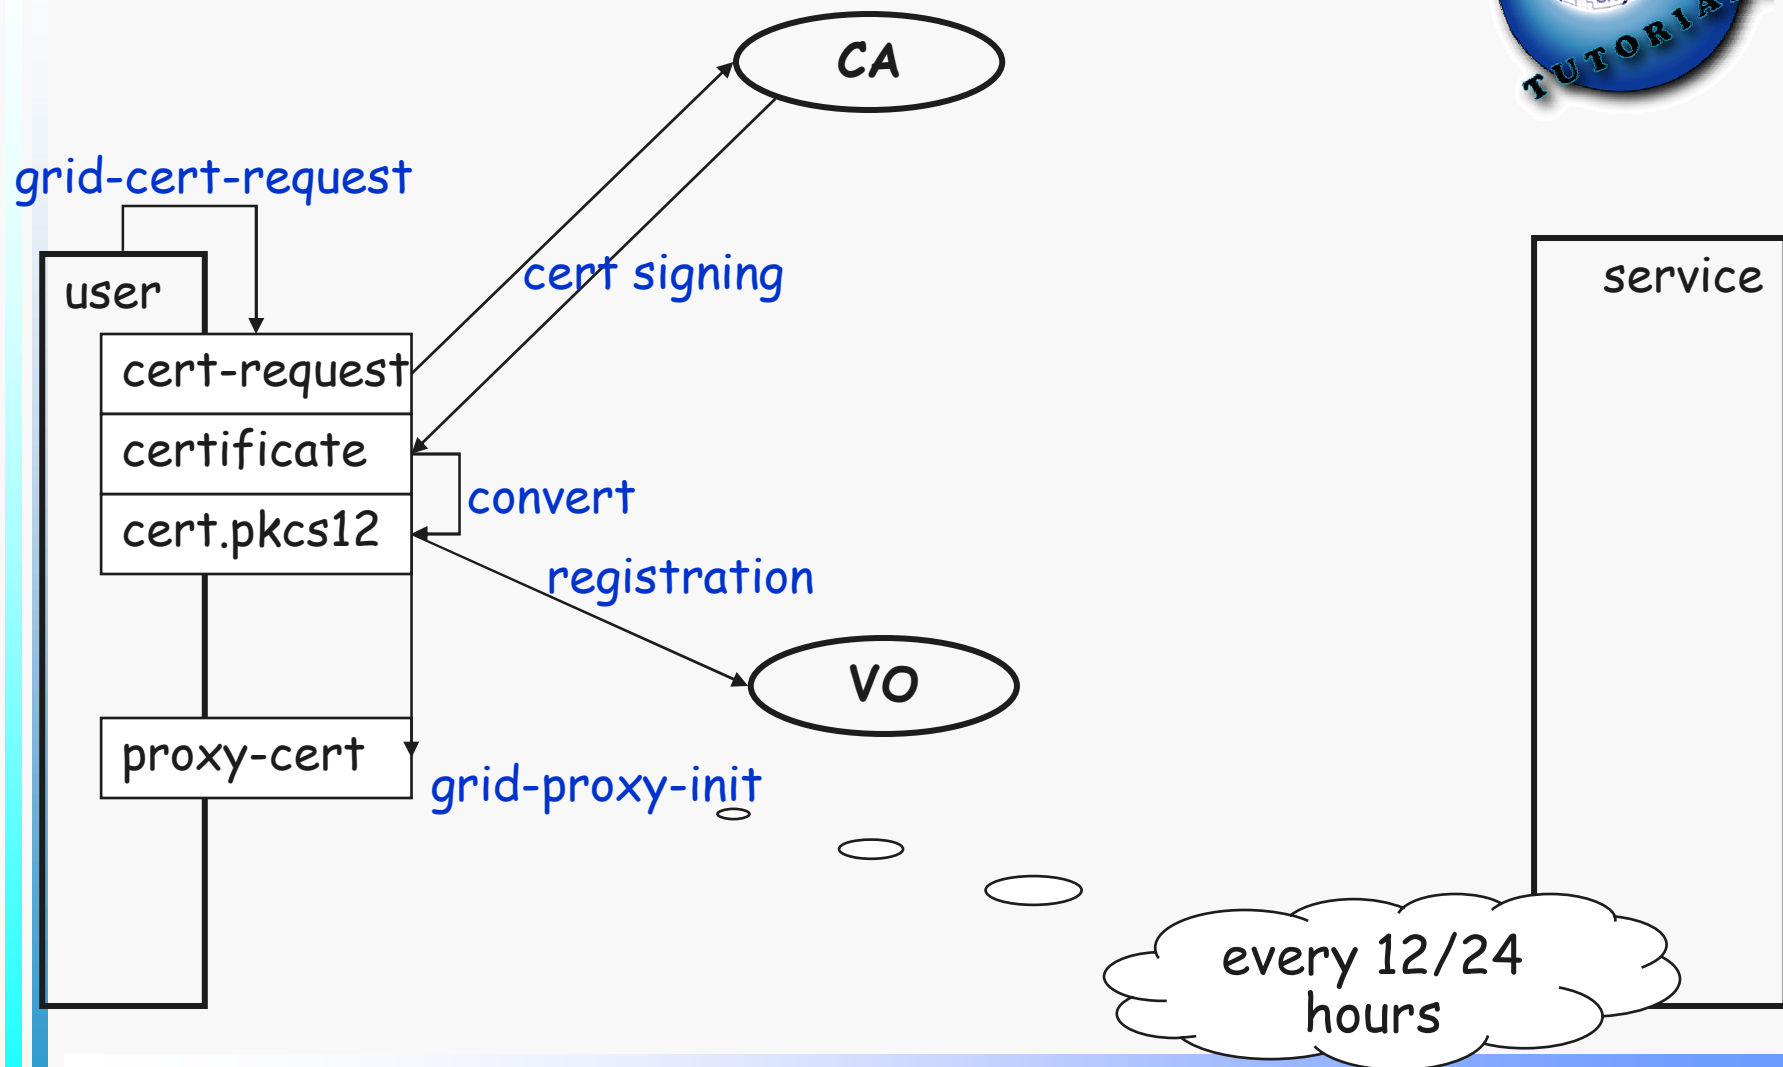 CA
TUTORIA
grid-cert-request
cert signing
user
service
cert-request
certificate
convert
cert.pkcs12
registration
VO
proxy-cert
grid-proxy-init
every 12/24
hours